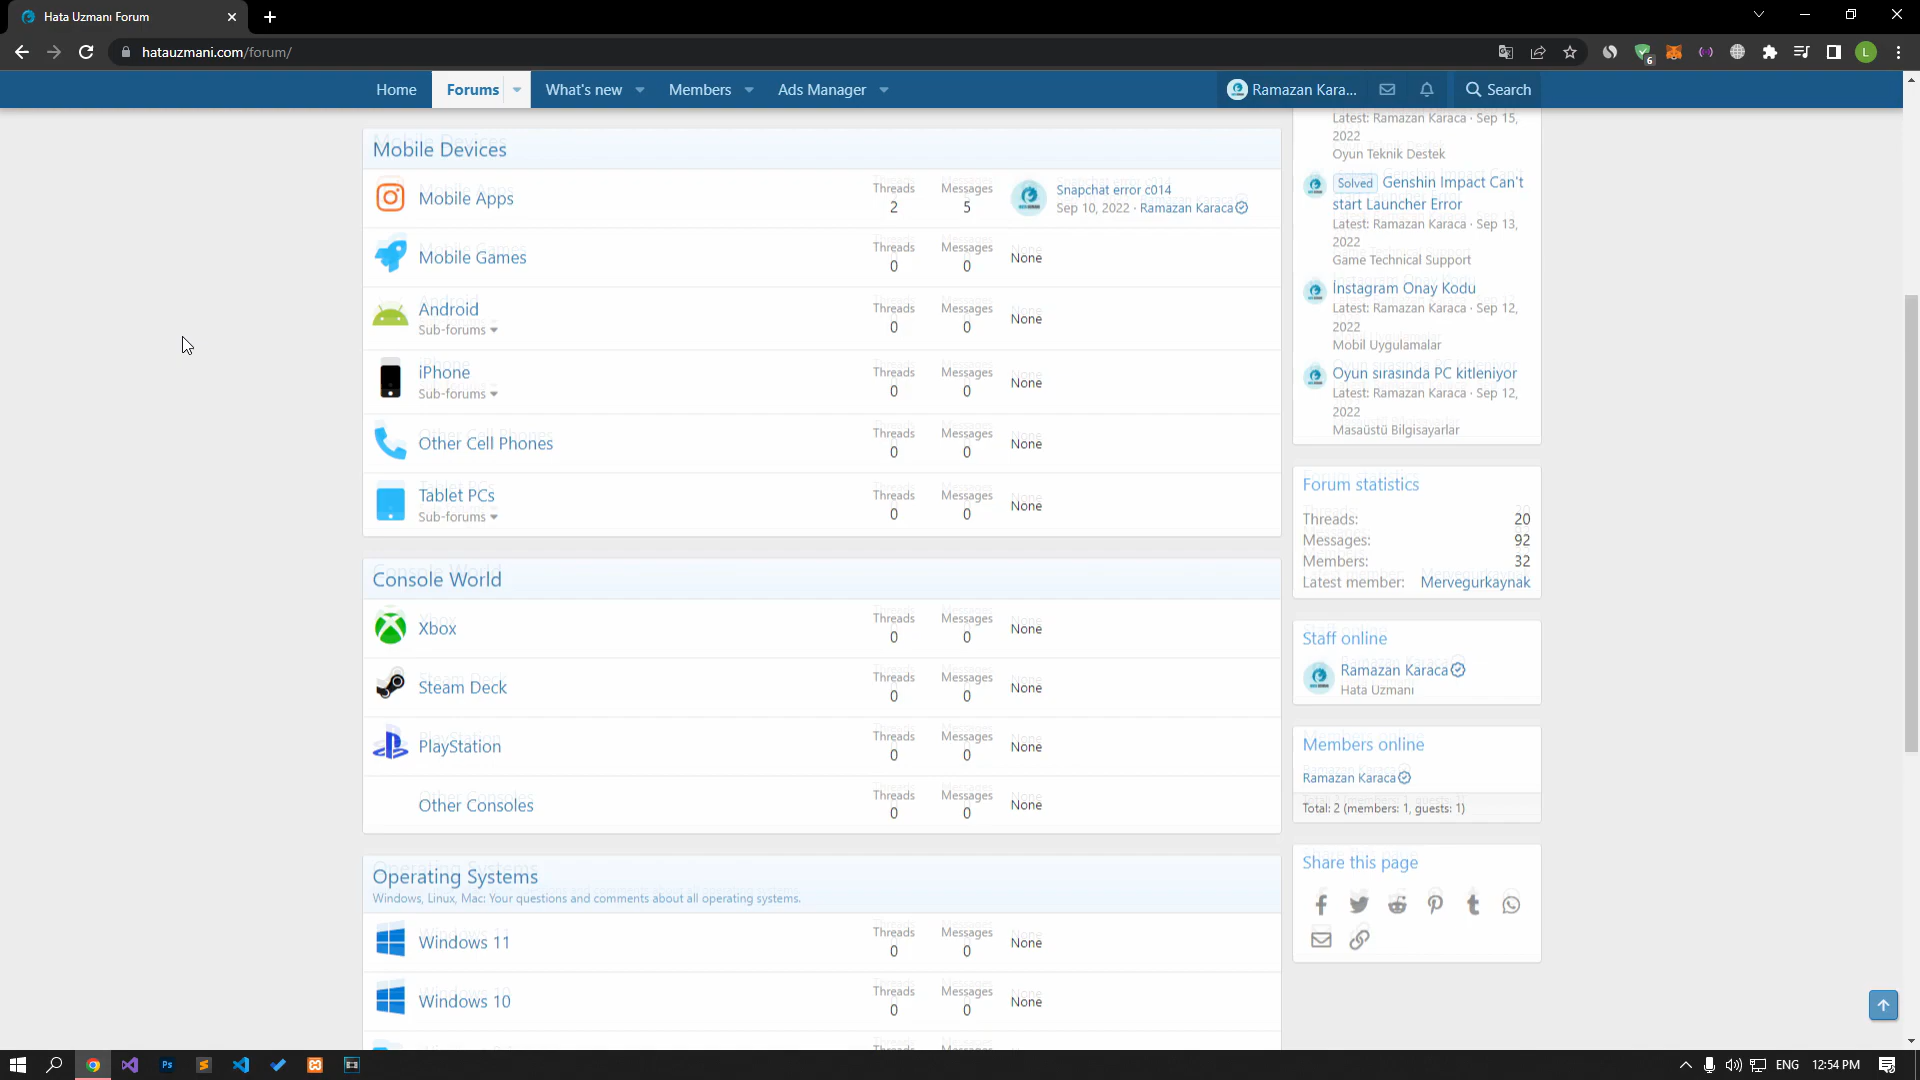 Hata Uzmanı Forum
hatauzmani.com/forum/
6
L
Home
Forums
What's new
Members
Ads Manager
Ramazan Kara...
Search
Mobile Devices
Mobile Apps
Threads
2
Messages
5
Snapchat error c014
Sep 10, 2022 · Ramazan Karaca
Mobile Games
Threads
0
Messages
0
None
Android
Sub-forums
Threads
0
Messages
0
None
iPhone
Sub-forums
Threads
0
Messages
0
None
Other Cell Phones
Threads
0
Messages
0
None
Tablet PCs
Sub-forums
Threads
0
Messages
0
None
Console World
Xbox
Threads
0
Messages
0
None
Steam Deck
Threads
0
Messages
0
None
PlayStation
Threads
0
Messages
0
None
Other Consoles
Threads
0
Messages
0
None
Operating Systems
Windows, Linux, Mac: Your questions and comments about all operating systems.
Windows 11
Threads
0
Messages
0
None
Windows 10
Threads
0
Messages
0
None
Threads
Messages
Latest: Ramazan Karaca · Sep 15,
2022
Oyun Teknik Destek
Solved Genshin Impact Can't
start Launcher Error
Latest: Ramazan Karaca · Sep 13,
2022
Game Technical Support
İnstagram Onay Kodu
Latest: Ramazan Karaca · Sep 12,
2022
Mobil Uygulamalar
Oyun sırasında PC kitleniyor
Latest: Ramazan Karaca · Sep 12,
2022
Masaüstü Bilgisayarlar
Forum statistics
Threads: 20
Messages: 92
Members: 32
Latest member: Mervegurkaynak
Staff online
Ramazan Karaca
Hata Uzmanı
Members online
Ramazan Karaca
Total: 2 (members: 1, guests: 1)
Share this page
Ps
ENG
12:54 PM